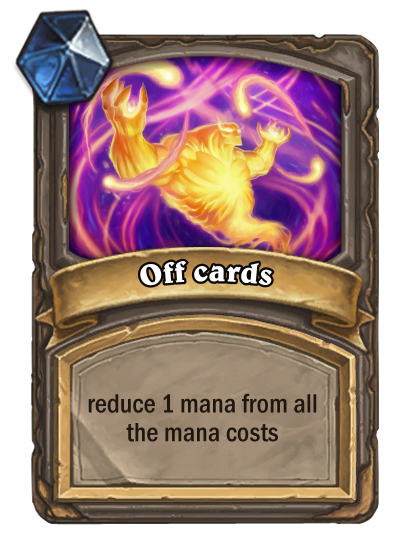 Off cards
reduce 1 mana from all
the mana costs